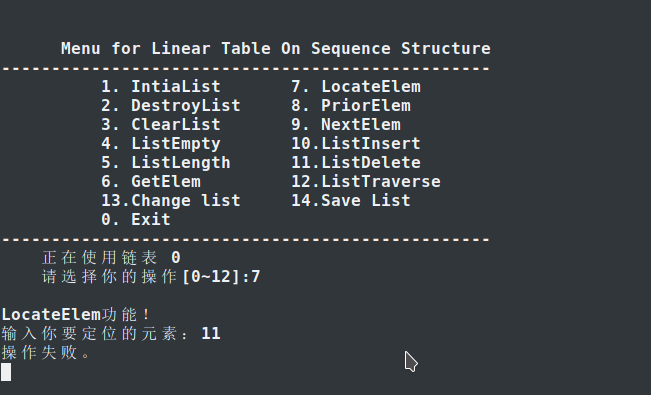 Menu for Linear Table On Sequence Structure
-------------------------------------------------
1. IntiaList 7. LocateElem
2. DestroyList 8. PriorElem
3. ClearList 9. NextElem
4. ListEmpty 10.ListInsert
5. ListLength 11.ListDelete
6. GetElem 12.ListTraverse
13.Change list 14.Save List
0. Exit
-------------------------------------------------
正在使用链表 0
请选择你的操作[0~12]:7
LocateElem功能！
输入你要定位的元素：11
操作失败。